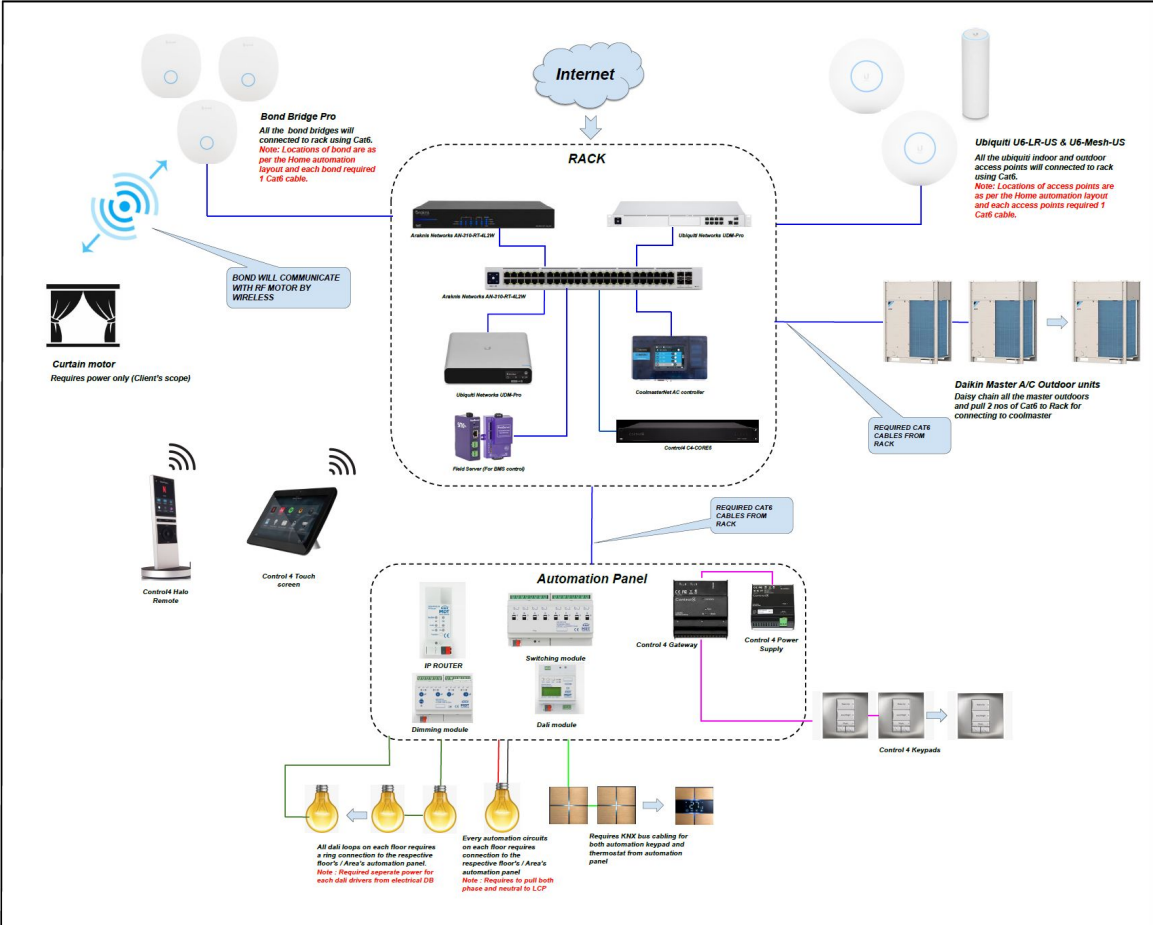 Internet
Bond Bridge Pro
All the bond bridges will
connected to rack using Cat6.
Note: Locations of bond are as
per the Home automation
layout and each bond required
1 Cat6 cable.
Ubiquiti U6-LR-US & U6-Mesh-US
All the ubiquiti indoor and outdoor
access points will connected to rack
using Cat6.
Note: Locations of access points are
as per the Home automation layout
and each access points required 1
Cat6 cable.
RACK
Araknis Networks AN-310-RT-4L2W
Ubiquiti Networks UDM-Pro
Araknis Networks AN-310-RT-4L2W
Ubiquiti Networks UDM-Pro
CoolmasterNet AC controller
Field Server (For BMS control)
Control4 C4-CORE5
BOND WILL COMMUNICATE
WITH RF MOTOR BY
WIRELESS
Curtain motor
Requires power only (Client's scope)
Daikin Master A/C Outdoor units
Daisy chain all the master outdoors
and pull 2 nos of Cat6 to Rack for
connecting to coolmaster
REQUIRED CAT6
CABLES FROM
RACK
REQUIRED CAT6
CABLES FROM
RACK
Control4 Halo
Remote
Control 4 Touch
screen
Automation Panel
IP ROUTER
Switching module
Control 4 Gateway
Control 4 Power
Supply
Dimming module
Dali module
Control 4 Keypads
All dali loops on each floor requires
a ring connection to the respective
floor's / Area's automation panel.
Note : Required seperate power for
each dali drivers from electrical DB
Every automation circuits
on each floor requires
connection to the
respective floor's / Area's
automation panel
Note : Requires to pull both
phase and neutral to LCP
Requires KNX bus cabling for
both automation keypad and
thermostat from automation
panel